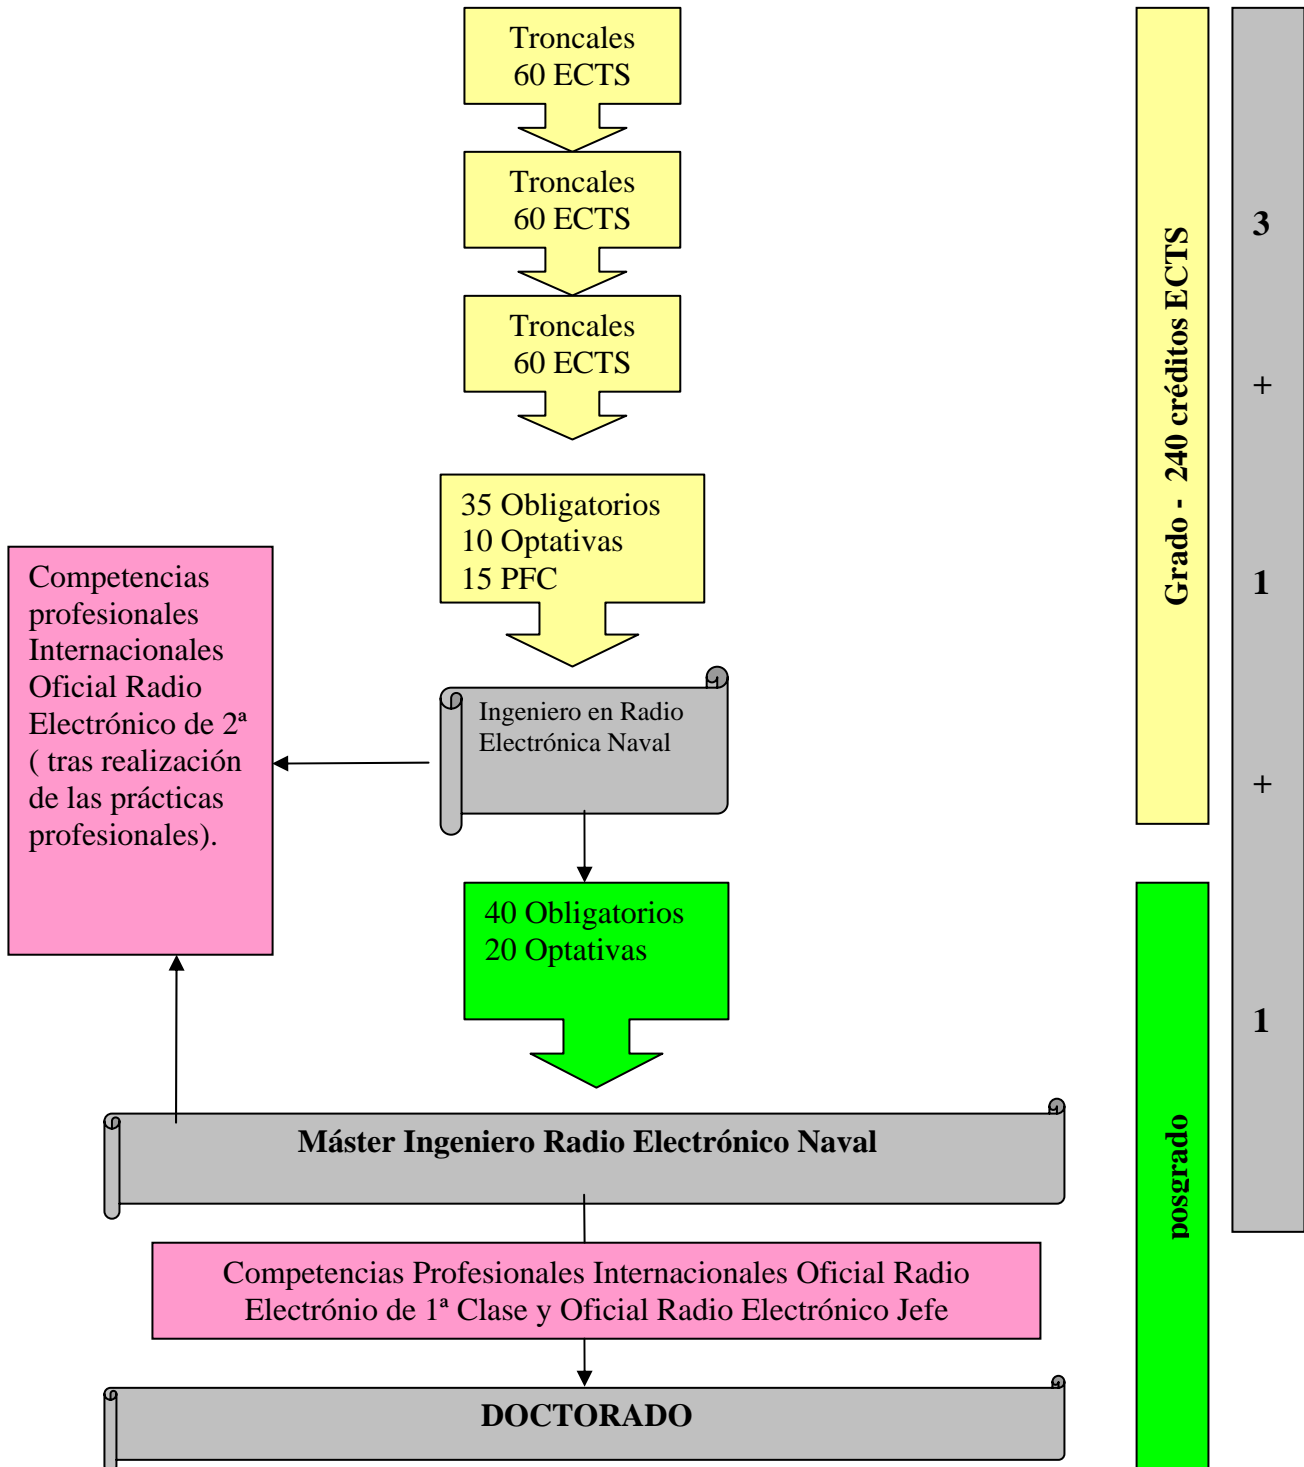 Troncales
60 ECTS
Troncales
60 ECTS
Troncales
60 ECTS
35 Obligatorios
10 Optativas
15 PFC
Competencias
profesionales
Internacionales
Oficial Radio
Electrónico de 2ª
( tras realización
de las prácticas
profesionales).
Ingeniero en Radio
Electrónica Naval
40 Obligatorios
20 Optativas
Máster Ingeniero Radio Electrónico Naval
Competencias Profesionales Internacionales Oficial Radio
Electrónio de 1ª Clase y Oficial Radio Electrónico Jefe
DOCTORADO
Grado - 240 créditos ECTS
posgrado
3
+
1
+
1